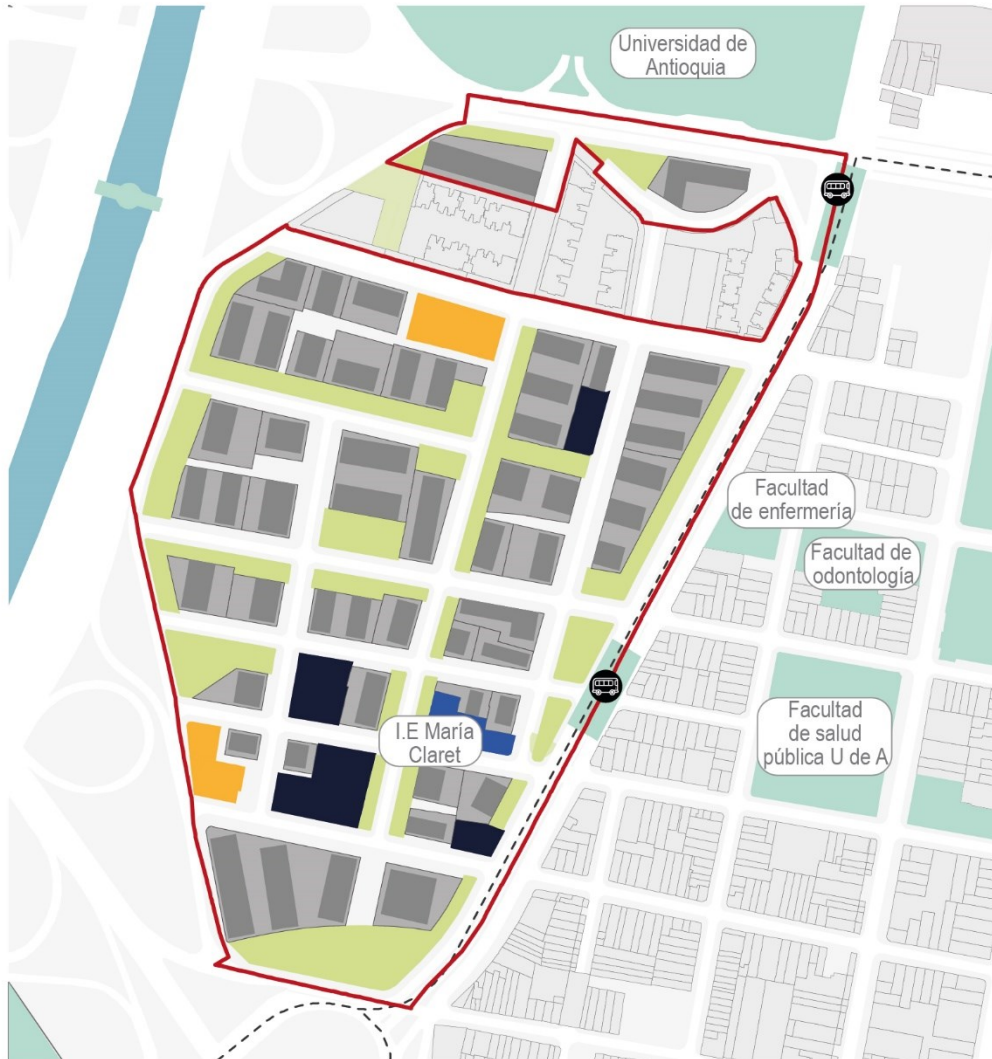 Universidad de
Antioquia
Facultad
de enfermería
Facultad de
odontología
Facultad
de salud
pública U de A
I.E María
Claret